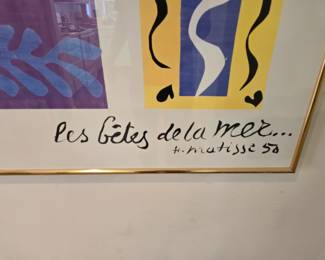 les bêtes de la mer...
H. matisse 50